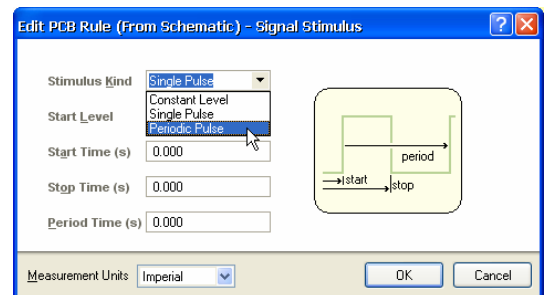 Edit PCB Rule (From Schematic) - Signal Stimulus
Stimulus Kind Single Pulse
Constant Level
Single Pulse
Periodic Pulse
Start Level
Start Time (s) 0.000
Stop Time (s) 0.000
Period Time (s) 0.000
period
start
stop
Measurement Units Imperial
OK Cancel